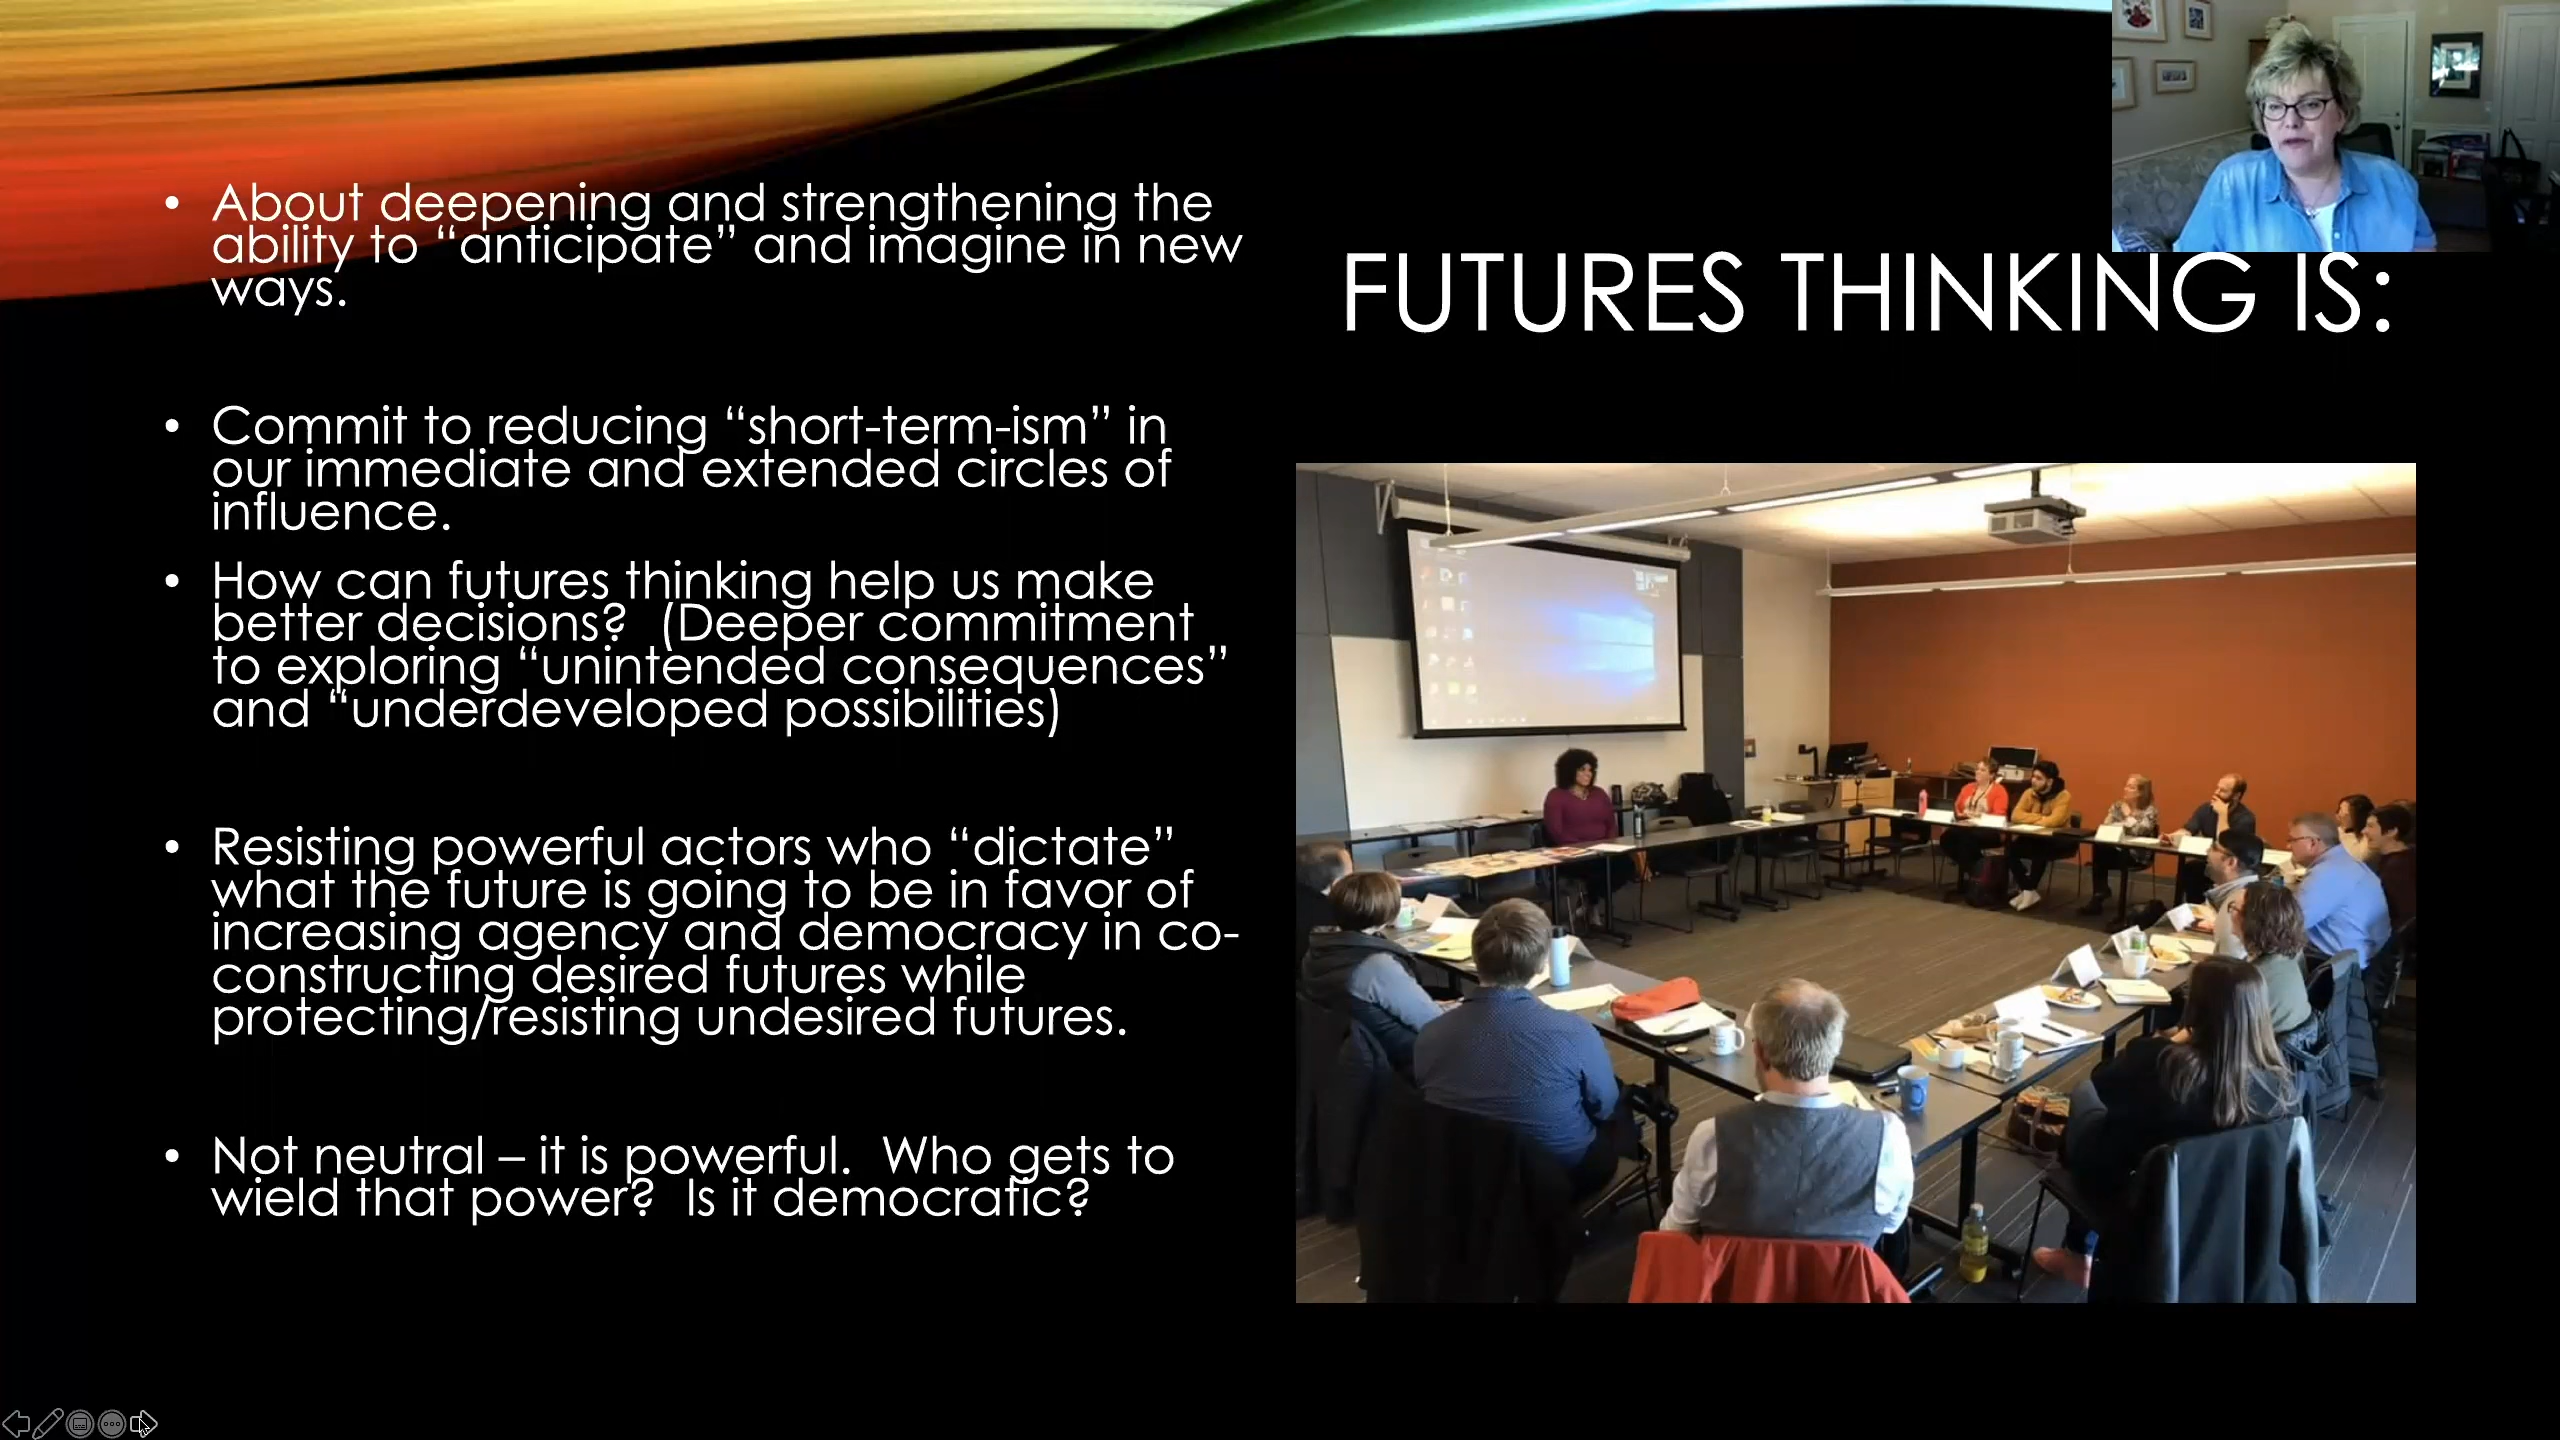 • About deepening and strengthening the
ability to “anticipate” and imagine in new
ways.
• Commit to reducing “short-term-ism” in
our immediate and extended circles of
influence.
• How can futures thinking help us make
better decisions?  (Deeper commitment
to exploring “unintended consequences”
and “underdeveloped possibilities)
• Resisting powerful actors who “dictate”
what the future is going to be in favor of
increasing agency and democracy in co-
constructing desired futures while
protecting/resisting undesired futures.
• Not neutral – it is powerful.  Who gets to
wield that power?  Is it democratic?
FUTURES THINKING IS: